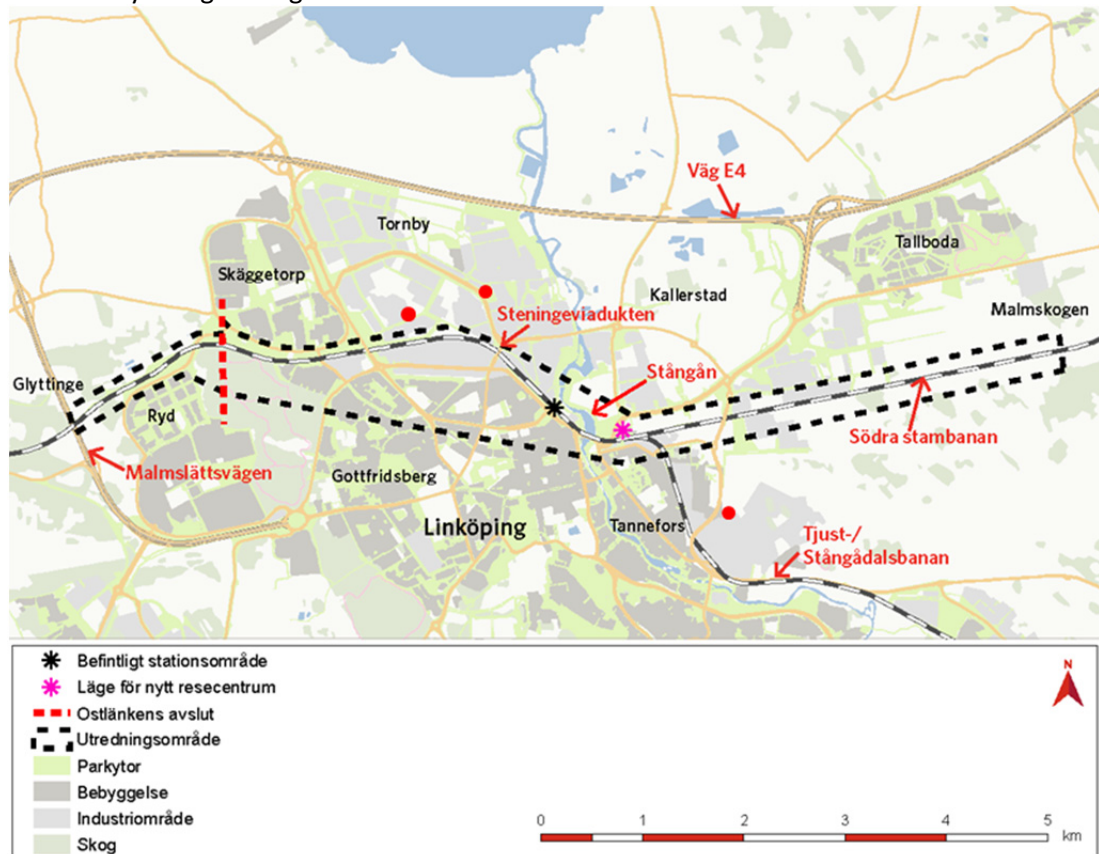 Väg E4
Tornby
Tallboda
Skäggetorp
Kallerstad
Malmskogen
Steningeviadukten
Stångån
Glyttinge
Ryd
Södra stambanan
Malmslättsvägen
Gottfridsberg
Linköping
Tannefors
Tjust-/
Stångådalsbanan
Befintligt stationsområde
N
Läge för nytt resecentrum
Ostlänkens avslut
Utredningsområde
Parkytor
Bebyggelse
Industriområde
Skog
0 1 2 3 4 5
km